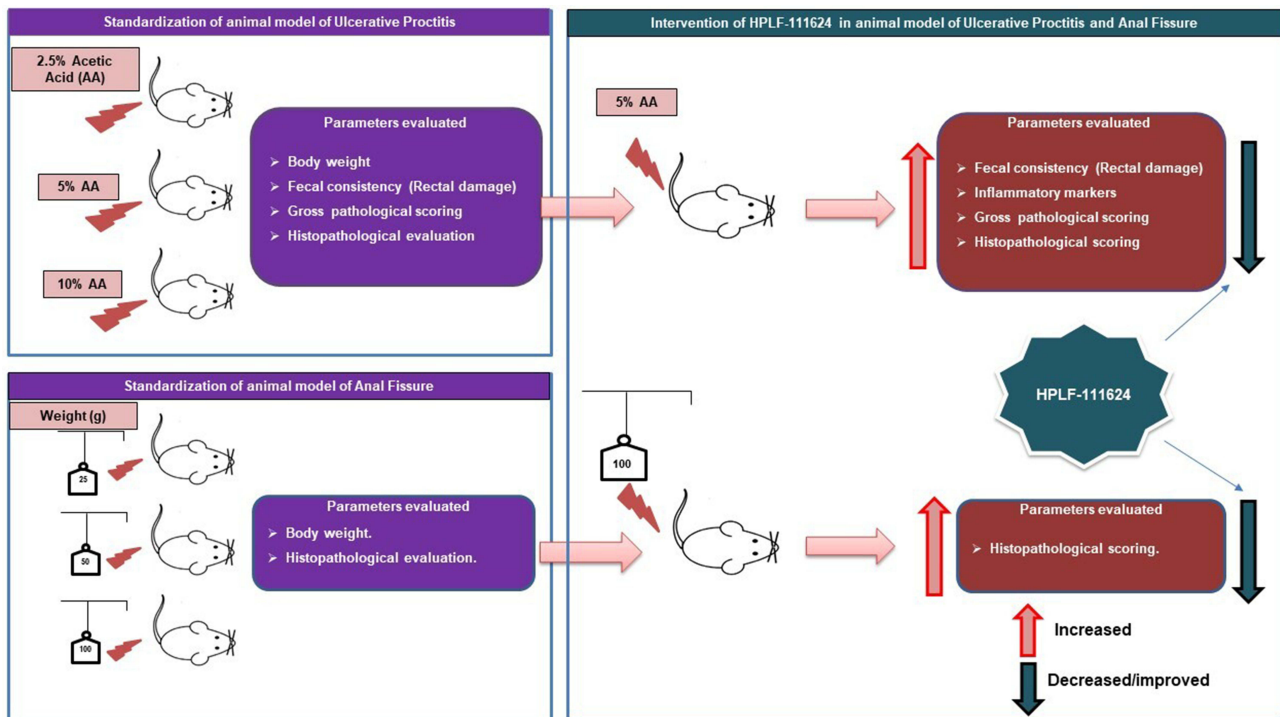 Standardization of animal model of Ulcerative Proctitis
2.5% Acetic
Acid (AA)
5% AA
10% AA
Parameters evaluated
➢ Body weight
➢ Fecal consistency (Rectal damage)
➢ Gross pathological scoring
➢ Histopathological evaluation
Standardization of animal model of Anal Fissure
Weight (g)
25
50
100
Parameters evaluated
➢ Body weight.
➢ Histopathological evaluation.
Intervention of HPLF-111624 in animal model of Ulcerative Proctitis and Anal Fissure
5% AA
Parameters evaluated
➢ Fecal consistency (Rectal damage)
➢ Inflammatory markers
➢ Gross pathological scoring
➢ Histopathological scoring
HPLF-111624
100
Parameters evaluated
➢ Histopathological scoring.
Increased
Decreased/improved